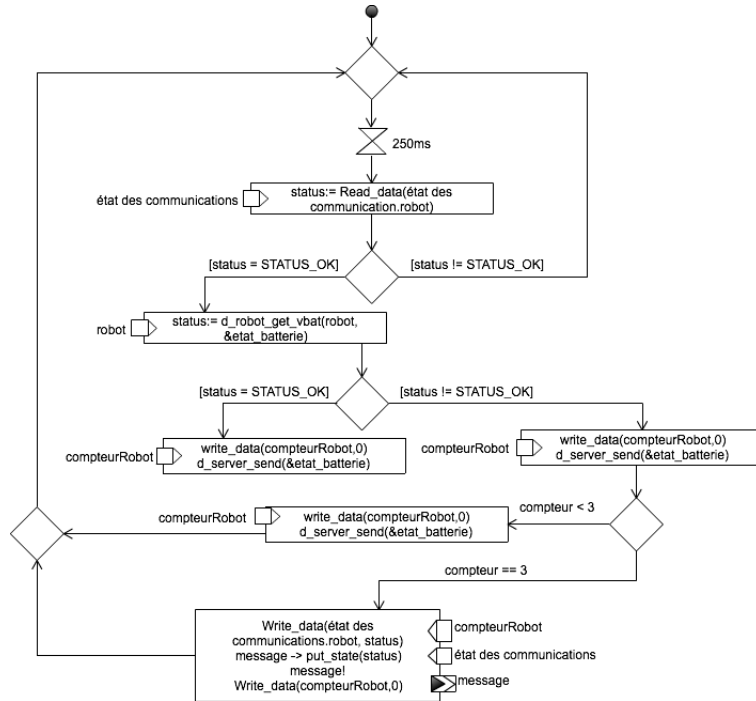 250ms
état des communications
status:= Read_data(état des
communication.robot)
[status = STATUS_OK]
[status != STATUS_OK]
robot
status:= d_robot_get_vbat(robot,
&etat_batterie)
[status = STATUS_OK]
[status != STATUS_OK]
compteurRobot
write_data(compteurRobot,0)
d_server_send(&etat_batterie)
compteurRobot
write_data(compteurRobot,0)
d_server_send(&etat_batterie)
compteurRobot
write_data(compteurRobot,0)
d_server_send(&etat_batterie)
compteur < 3
compteur == 3
Write_data(état des
communications.robot, status)
message -> put_state(status)
message!
Write_data(compteurRobot,0)
compteurRobot
état des communications
message